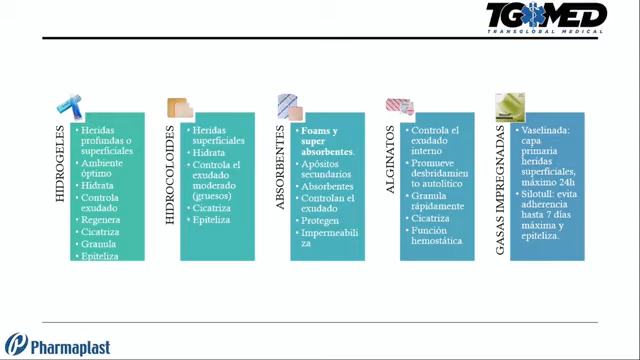 TGMED
TRANSGLOBAL MEDICAL
HIDROGELES
• Heridas
profundas o
superficiales
• Ambiente
óptimo
• Hidrata
• Controla
exudado
• Regenera
• Cicatriza
• Granula
• Epiteliza
HIDROCOLOIDES
• Heridas
superficiales
• Hidrata
• Controla el
exudado
moderado
(gruesos)
• Cicatriza
• Epiteliza
ABSORBENTES
• Foams y
super
absorbentes.
• Apósitos
secundarios
• Absorbentes
• Controlan el
exudado
• Protegen
• Impermeabili
za
ALGINATOS
• Controla el
exudado
interno
• Promueve
desbridamiento
autolítico
• Granula
rápidamente
• Cicatriza
• Función
hemostática
GASAS IMPREGNADAS
• Vaselinada:
capa
primaria
heridas
superficiales,
máximo 24h
• Silotull: evita
adherencia
hasta 7 días
máxima y
epiteliza.
Pharmaplast